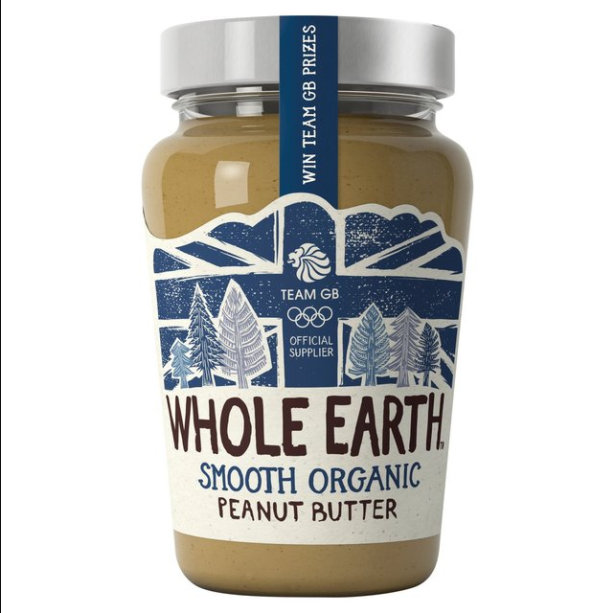 WIN TEAM GB PRIZES
TEAM GB
OFFICIAL
SUPPLIER
WHOLE EARTH
SMOOTH ORGANIC
PEANUT BUTTER